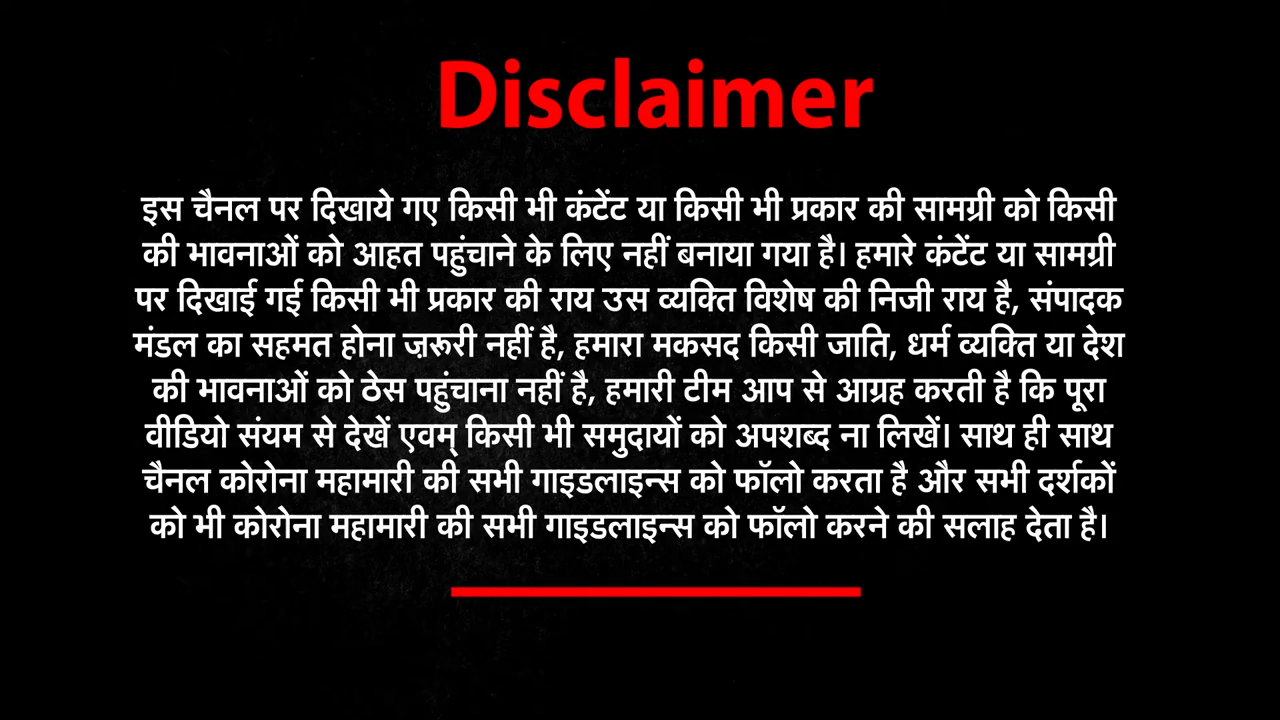 Disclaimer
इस चैनल पर दिखाये गए किसी भी कंटेंट या किसी भी प्रकार की सामग्री को किसी
की भावनाओं को आहत पहुंचाने के लिए नहीं बनाया गया है। हमारे कंटेंट या सामग्री
पर दिखाई गई किसी भी प्रकार की राय उस व्यक्ति विशेष की निजी राय है, संपादक
मंडल का सहमत होना ज़रूरी नहीं है, हमारा मकसद किसी जाति, धर्म व्यक्ति या देश
की भावनाओं को ठेस पहुंचाना नहीं है, हमारी टीम आप से आग्रह करती है कि पूरा
वीडियो संयम से देखें एवम् किसी भी समुदायों को अपशब्द ना लिखें। साथ ही साथ
चैनल कोरोना महामारी की सभी गाइडलाइन्स को फॉलो करता है और सभी दर्शकों
को भी कोरोना महामारी की सभी गाइडलाइन्स को फॉलो करने की सलाह देता है।